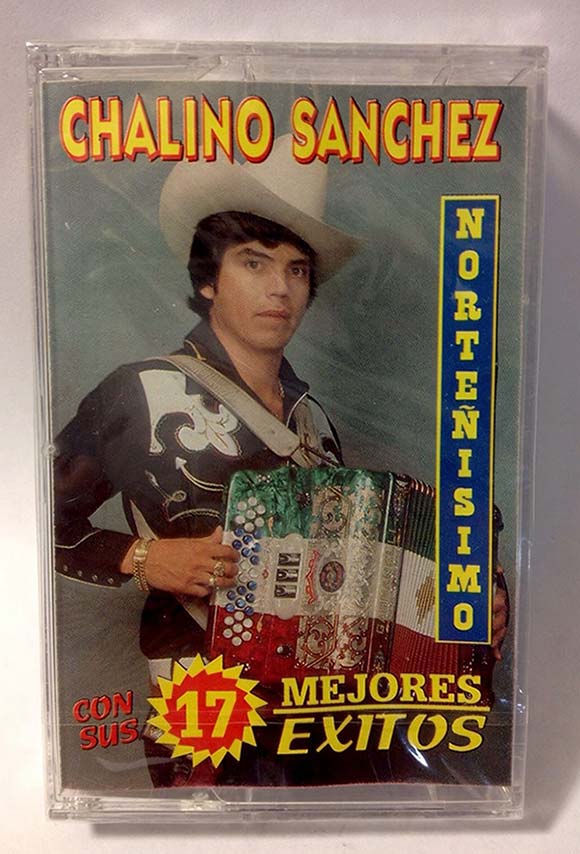 CHALINO SANCHEZ
NORTEÑISIMO
CON
SUS
17
MEJORES
EXITOS